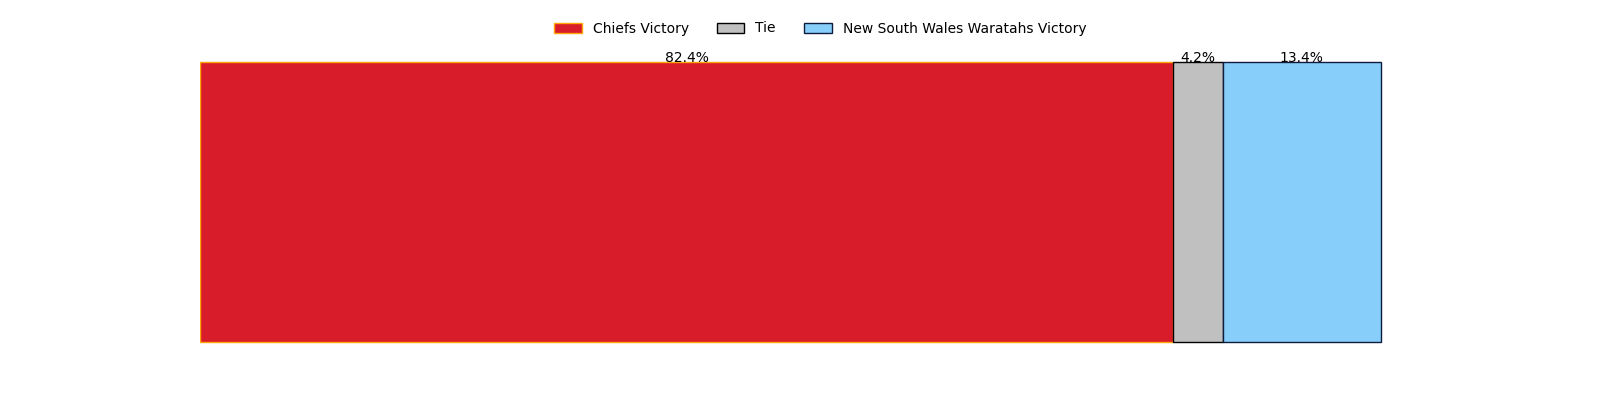 Chiefs Victory Tie New South Wales Waratahs Victory
82.4% 4.2% 13.4%